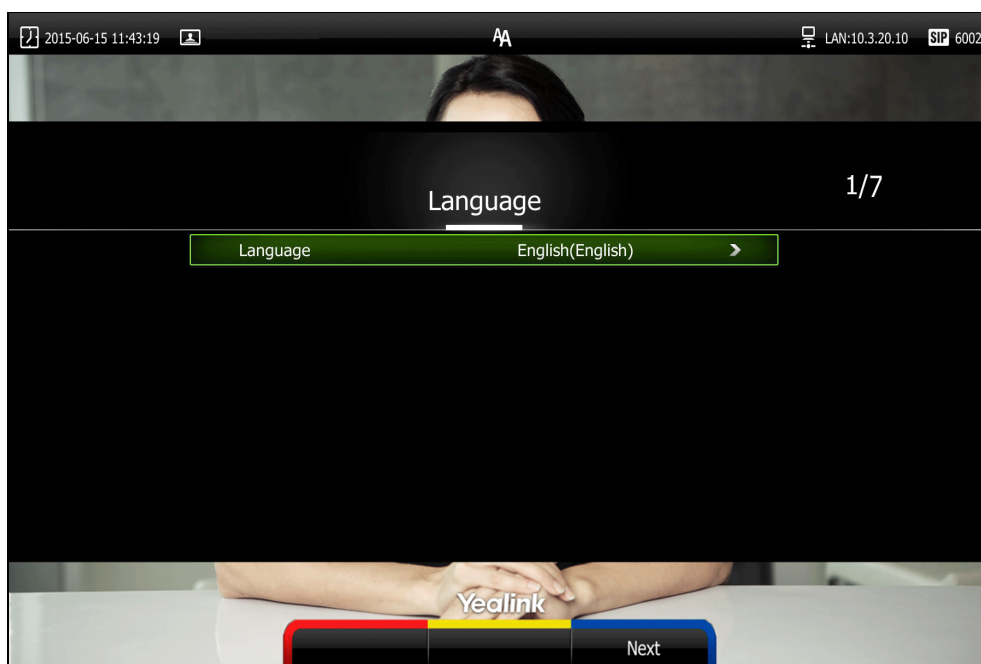 2015-06-15 11:43:19
AA
LAN:10.3.20.10 SIP 6002
Language
1/7
Language English(English)
Yealink
Next